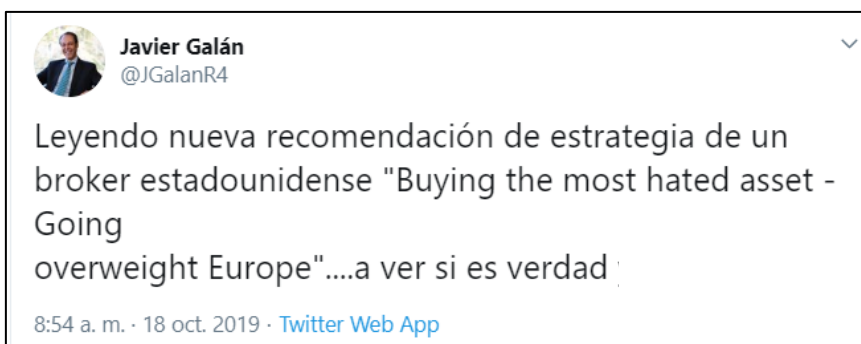 Javier Galán
@JGalanR4
Leyendo nueva recomendación de estrategia de un
broker estadounidense "Buying the most hated asset -
Going
overweight Europe"....a ver si es verdad
8:54 a. m. · 18 oct. 2019 · Twitter Web App